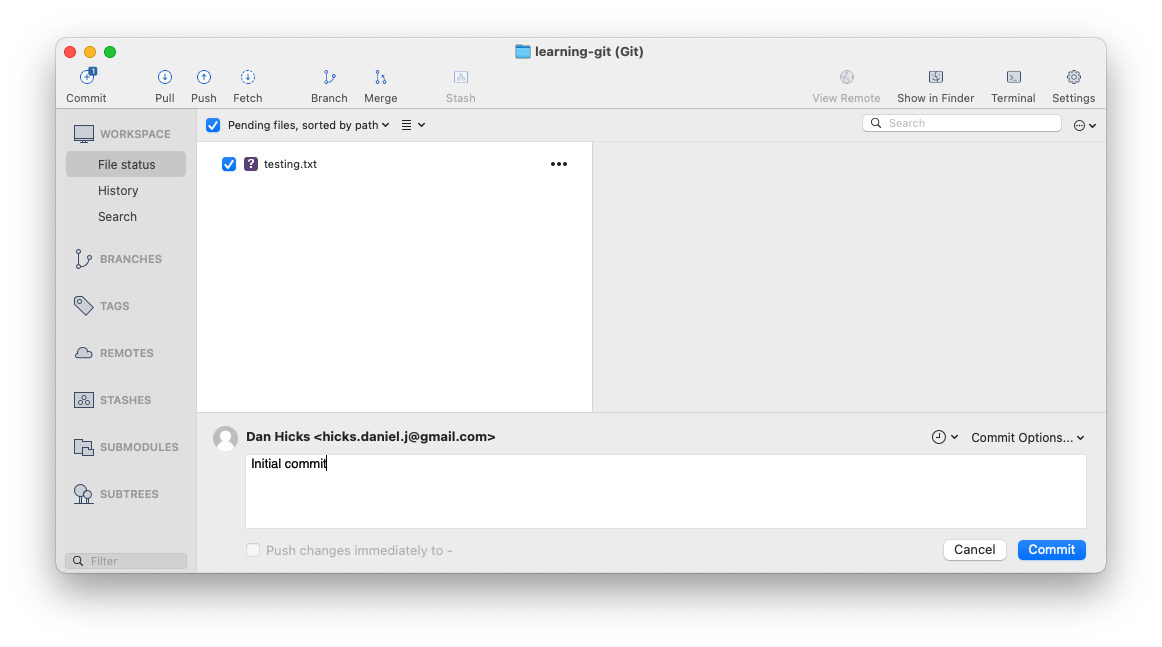 learning-git (Git)
1
Commit Pull Push Fetch Branch Merge Stash View Remote Show in Finder Terminal Settings
WORKSPACE
File status
History
Search
BRANCHES
TAGS
REMOTES
STASHES
SUBMODULES
SUBTREES
Filter
Pending files, sorted by path
Search
? testing.txt
Dan Hicks <hicks.daniel.j@gmail.com>
Commit Options...
Initial commit
Push changes immediately to -
Cancel Commit